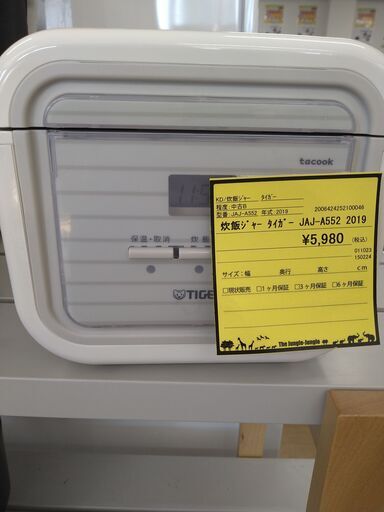 tacook
11:5
保温・取消
炊飯
TIGE
KD/炊飯ジャー タイガー
程度:中古B
型番:JAJ-A552 年式:2019
2006424252100046
炊飯ジャー タイガー JAJ-A552 2019
¥5,980 (税込)
011023
150224
サイズ:幅 奥行 高さ cm
□現状販売 □1ヶ月保証 □3ヶ月保証 □6ヶ月保証
The Jungle-Jungle